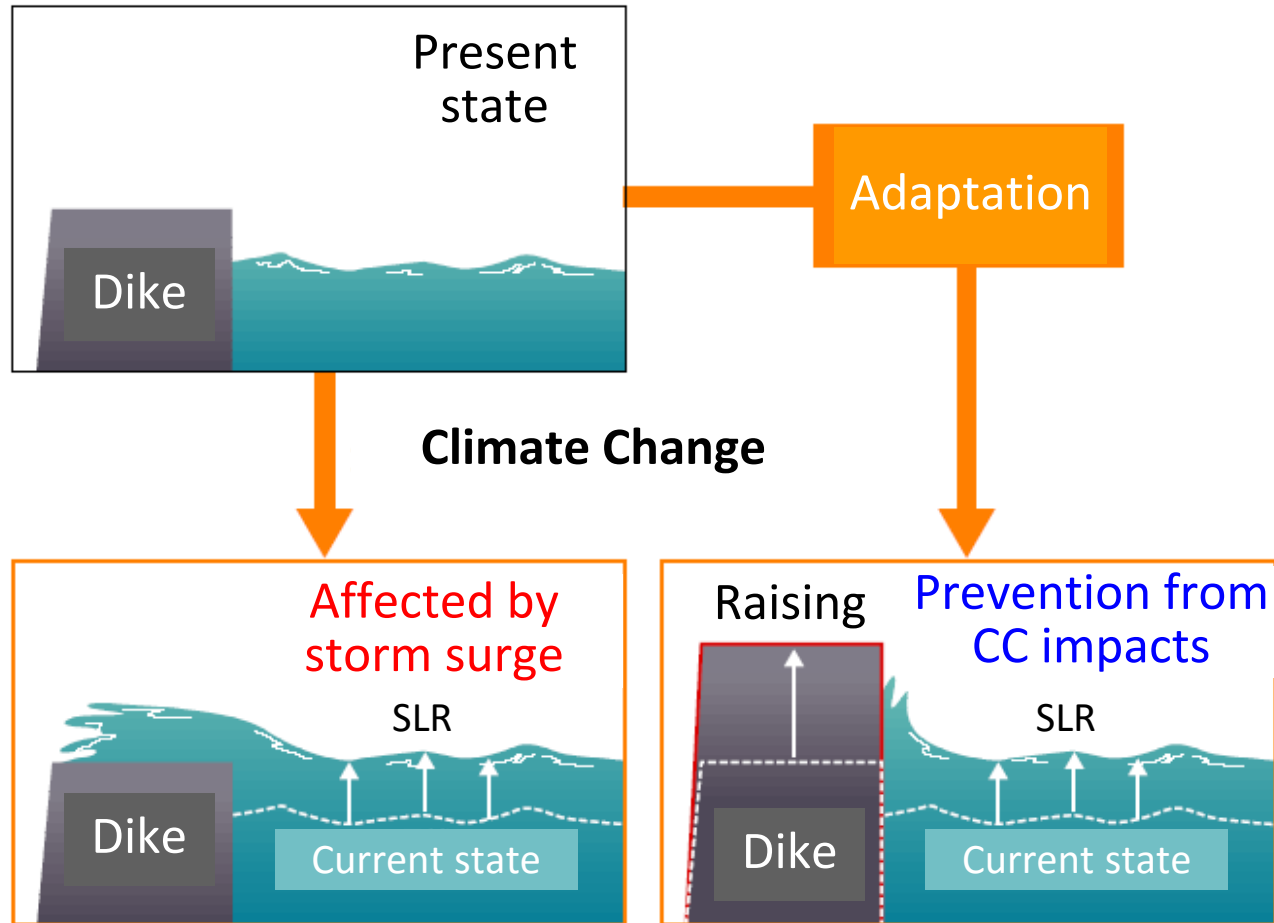 Present
state
Dike
Adaptation
Climate Change
Affected by
storm surge
SLR
Dike
Current state
Raising
Prevention from
CC impacts
SLR
Dike
Current state